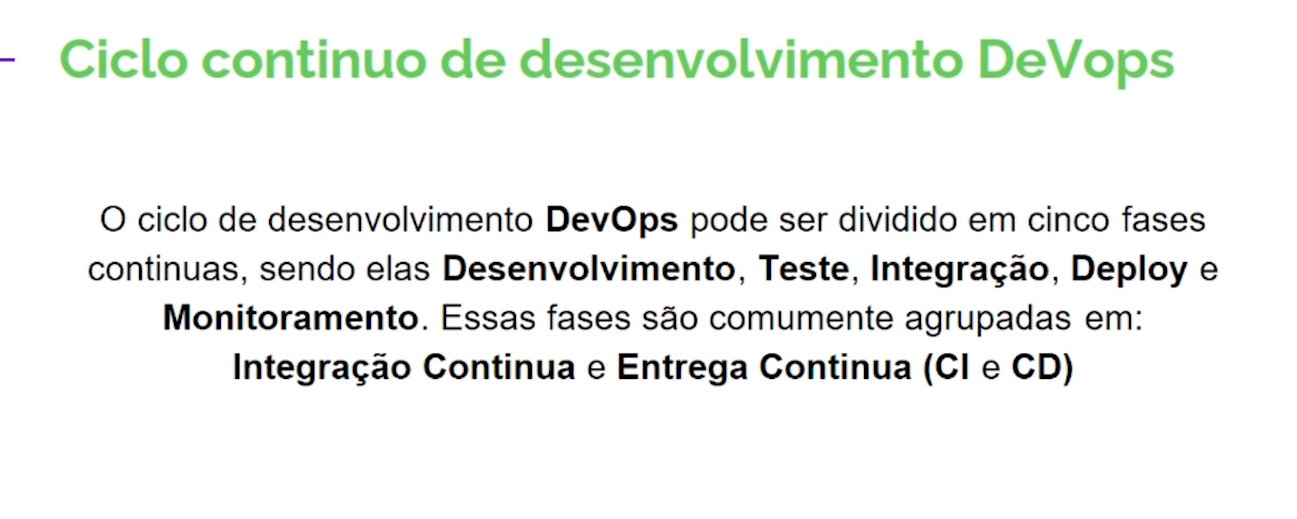 Ciclo continuo de desenvolvimento DeVops
O ciclo de desenvolvimento DevOps pode ser dividido em cinco fases
continuas, sendo elas Desenvolvimento, Teste, Integração, Deploy e
Monitoramento. Essas fases são comumente agrupadas em:
Integração Continua e Entrega Continua (CI e CD)